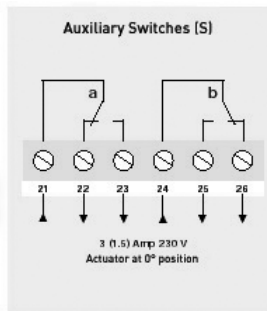 Auxiliary Switches (S)
a b
21 22 23 24 25 26
3 (1.5) Amp 230 V
Actuator at 0° position